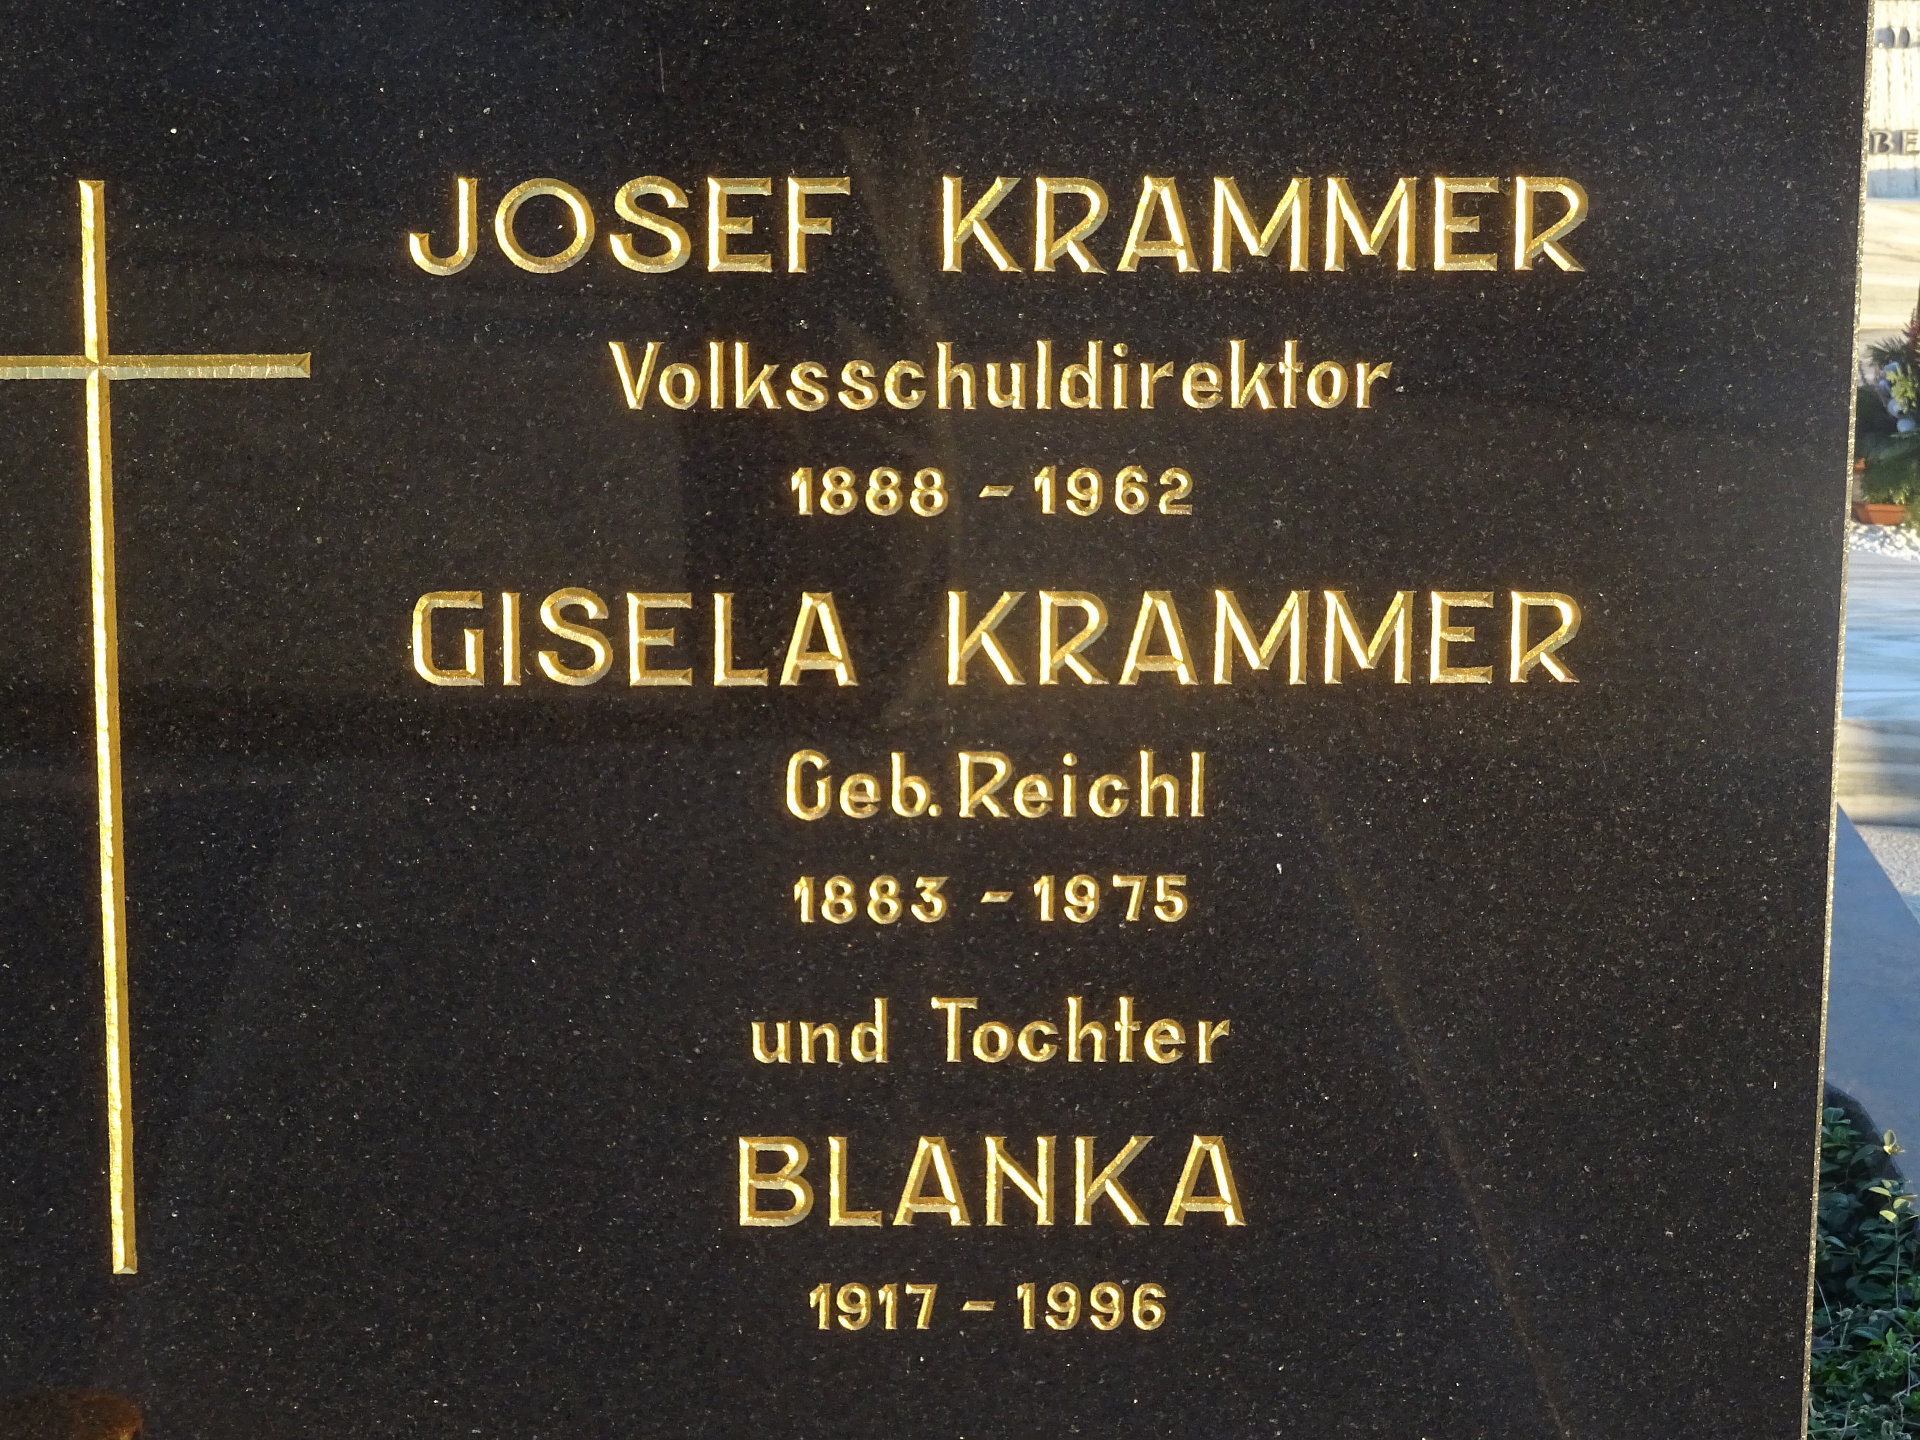 JOSEF KRAMMER
Volksschuldirektor
1888 - 1962
GISELA KRAMMER
Geb. Reichl
1883 - 1975
und Tochter
BLANKA
1917 - 1996